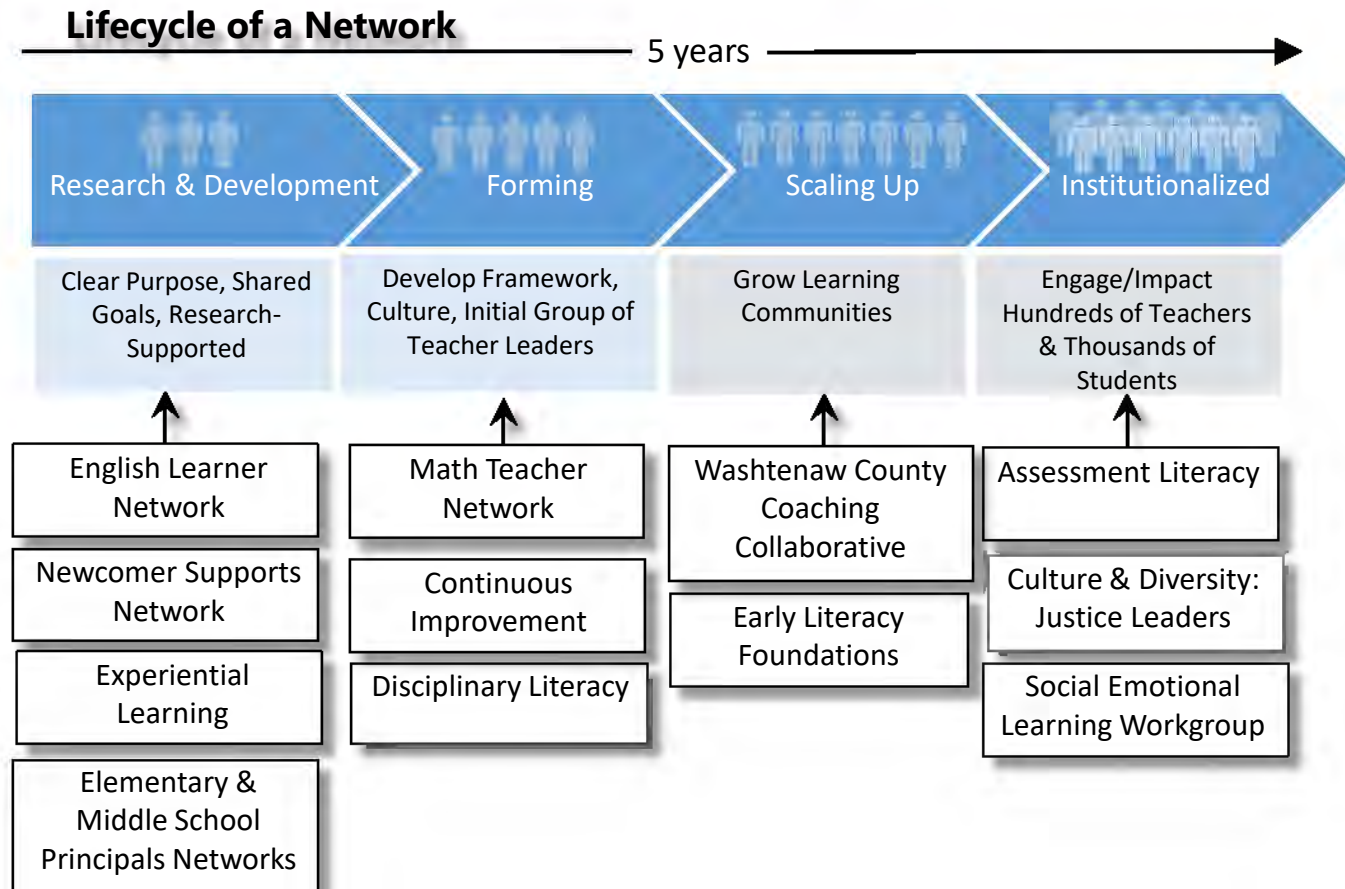 Lifecycle of a Network
5 years
Research & Development
Forming
Scaling Up
Institutionalized
Clear Purpose, Shared
Goals, Research-
Supported
Develop Framework,
Culture, Initial Group of
Teacher Leaders
Grow Learning
Communities
Engage/Impact
Hundreds of Teachers
& Thousands of
Students
English Learner
Network
Newcomer Supports
Network
Experiential
Learning
Elementary &
Middle School
Principals Networks
Math Teacher
Network
Continuous
Improvement
Disciplinary Literacy
Washtenaw County
Coaching
Collaborative
Early Literacy
Foundations
Assessment Literacy
Culture & Diversity:
Justice Leaders
Social Emotional
Learning Workgroup